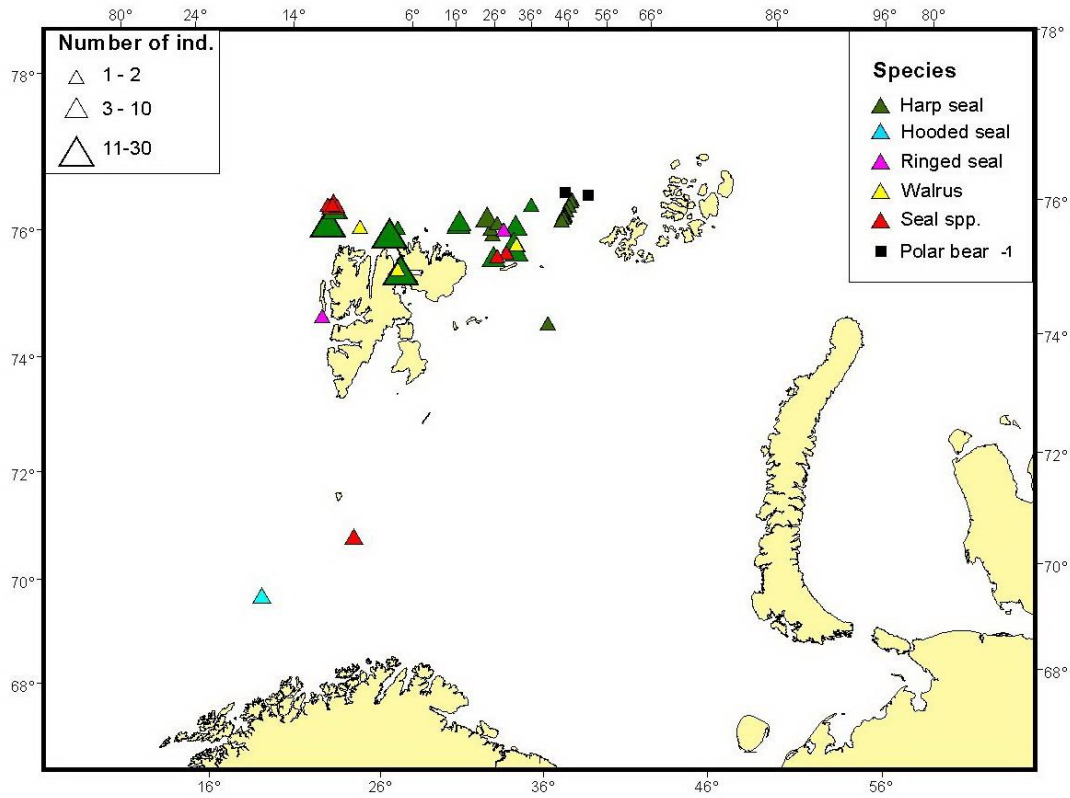 80° 24° 14° 6° 16° 26° 36° 46° 56° 66° 86° 96° 80°
Number of ind.
1 - 2
3 - 10
11-30
Species
Harp seal
Hooded seal
Ringed seal
Walrus
Seal spp.
Polar bear -1
78°
76°
74°
72°
70°
68°
78°
76°
74°
72°
70°
68°
16° 26° 36° 46° 56°